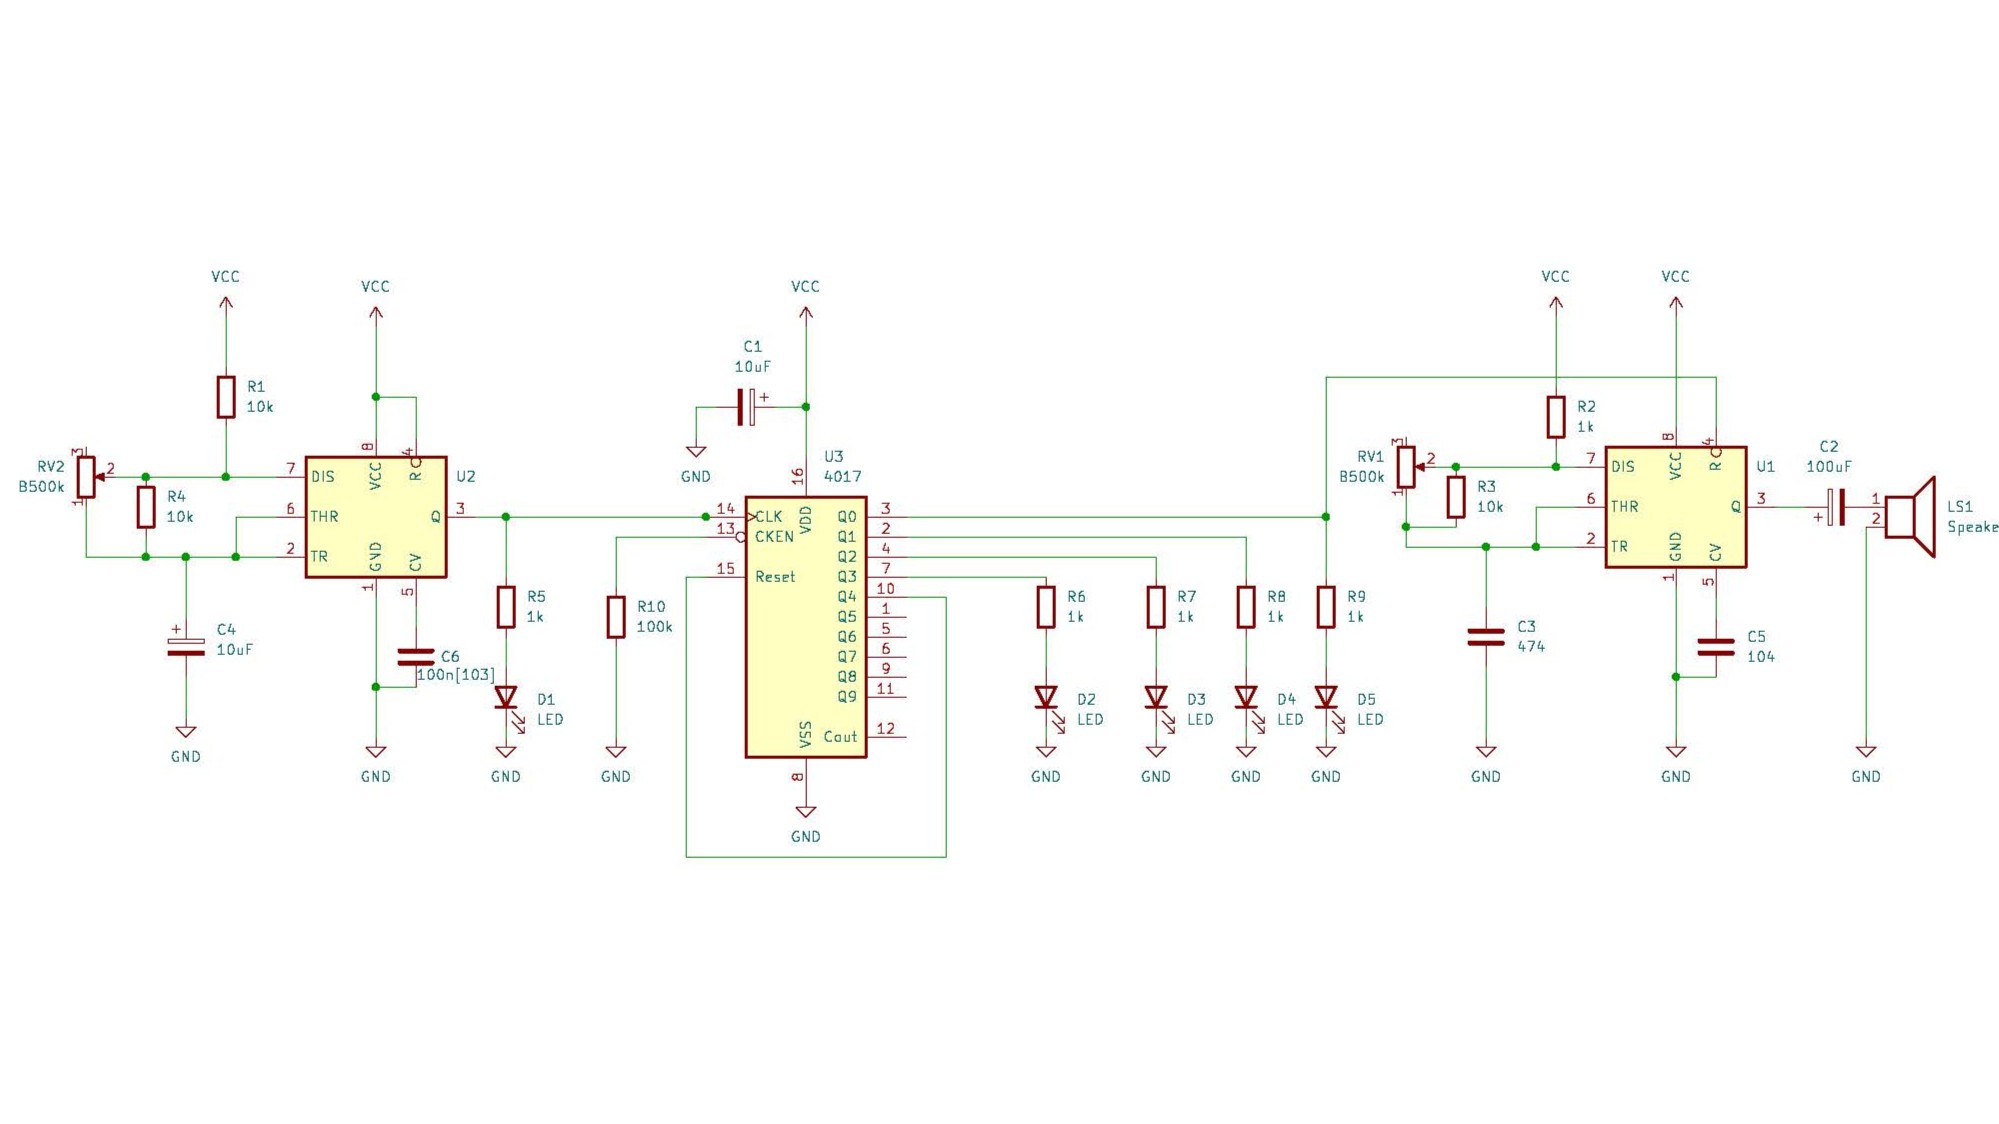 VCC
R1
10k
RV2
B500k
3
2
1
R4
10k
C4
10uF
GND
VCC
8
4
VCC
R
7
DIS
6
THR
2
TR
GND
CV
Q
3
U2
1
5
C6
100n[103]
GND
R5
1k
D1
LED
GND
R10
100k
GND
C1
10uF
GND
VCC
U3
4017
16
14
CLK
13
CKEN
15
Reset
VDD
VSS
Q0
3
Q1
2
Q2
4
Q3
7
Q4
10
Q5
1
Q6
5
Q7
6
Q8
9
Q9
11
Cout
12
8
GND
R6
1k
D2
LED
GND
R7
1k
D3
LED
GND
R8
1k
D4
LED
GND
R9
1k
D5
LED
GND
RV1
B500k
3
2
1
R3
10k
VCC
R2
1k
C3
474
GND
VCC
8
4
VCC
R
7
DIS
6
THR
2
TR
GND
CV
Q
3
U1
1
5
C5
104
GND
C2
100uF
1
2
LS1
Speake
GND